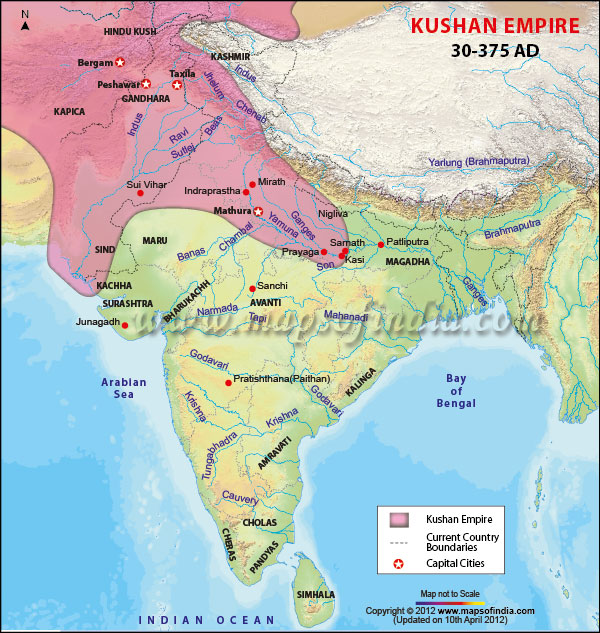 KUSHAN EMPIRE
30-375 AD
N
HINDU KUSH
KASHMIR
Bergam
Taxila
Peshawar
GANDHARA
Indus
Jhelum
Chenab
KAPICA
Indus
Ravi
Beas
Sutlej
Yarlung (Brahmaputra)
Sui Vihar
Mirath
Indraprastha
Mathura
Nigliva
Ganges
Yamuna
Brahmaputra
SIND
MARU
Banas
Chambal
Prayaga
Sarnath
Kasi
Patliputra
Son
MAGADHA
KACHHA
SURASHTRA
BHARUKACHH
Sanchi
AVANTI
Ganges
Narmada
Tapi
Mahanadi
www.mapsofindia.com
Junagadh
Godavari
Pratishthana(Paithan)
Godavari
KALINGA
Arabian
Sea
Bay
of
Bengal
Krishna
Krishna
Tungabhadra
AMRAVATI
Cauvery
CHOLAS
CHERAS
PANDYAS
SIMHALA
INDIAN OCEAN
Kushan Empire
Current Country
Boundaries
Capital Cities
Map not to Scale
Copyright © 2012 www.mapsofindia.com
(Updated on 10th April 2012)